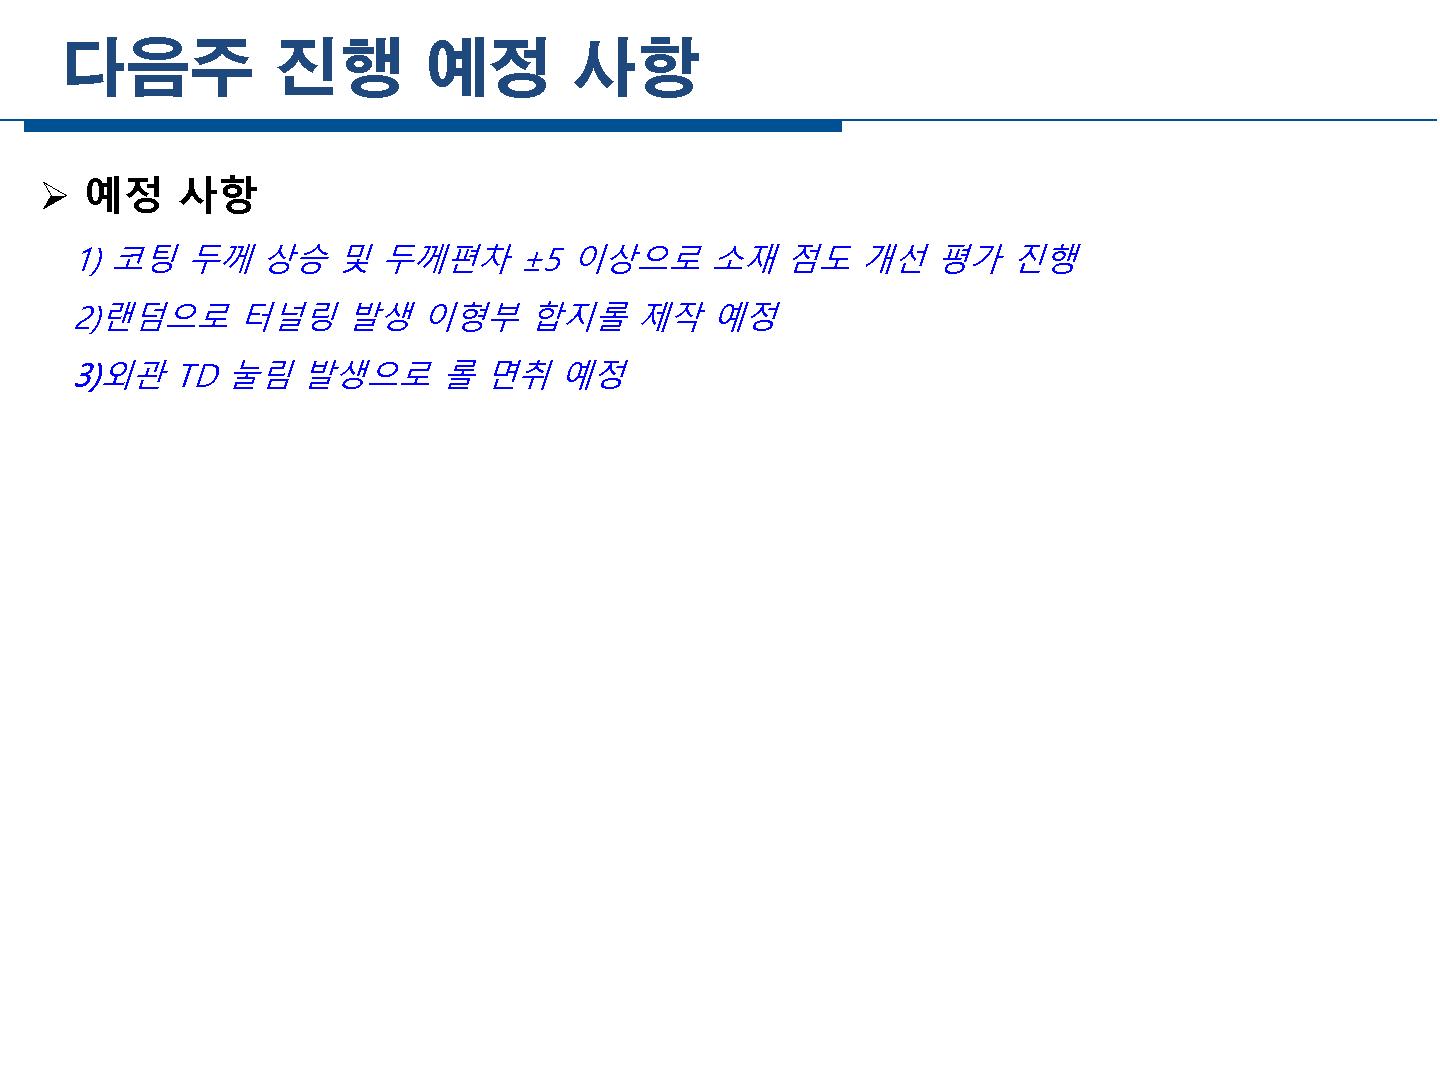 다음주 진행 예정 사항
➢ 예정 사항
1) 코팅 두께 상승 및 두께편차 ±5 이상으로 소재 점도 개선 평가 진행
2)랜덤으로 터널링 발생 이형부 합지롤 제작 예정
3)외관 TD 눌림 발생으로 롤 면취 예정